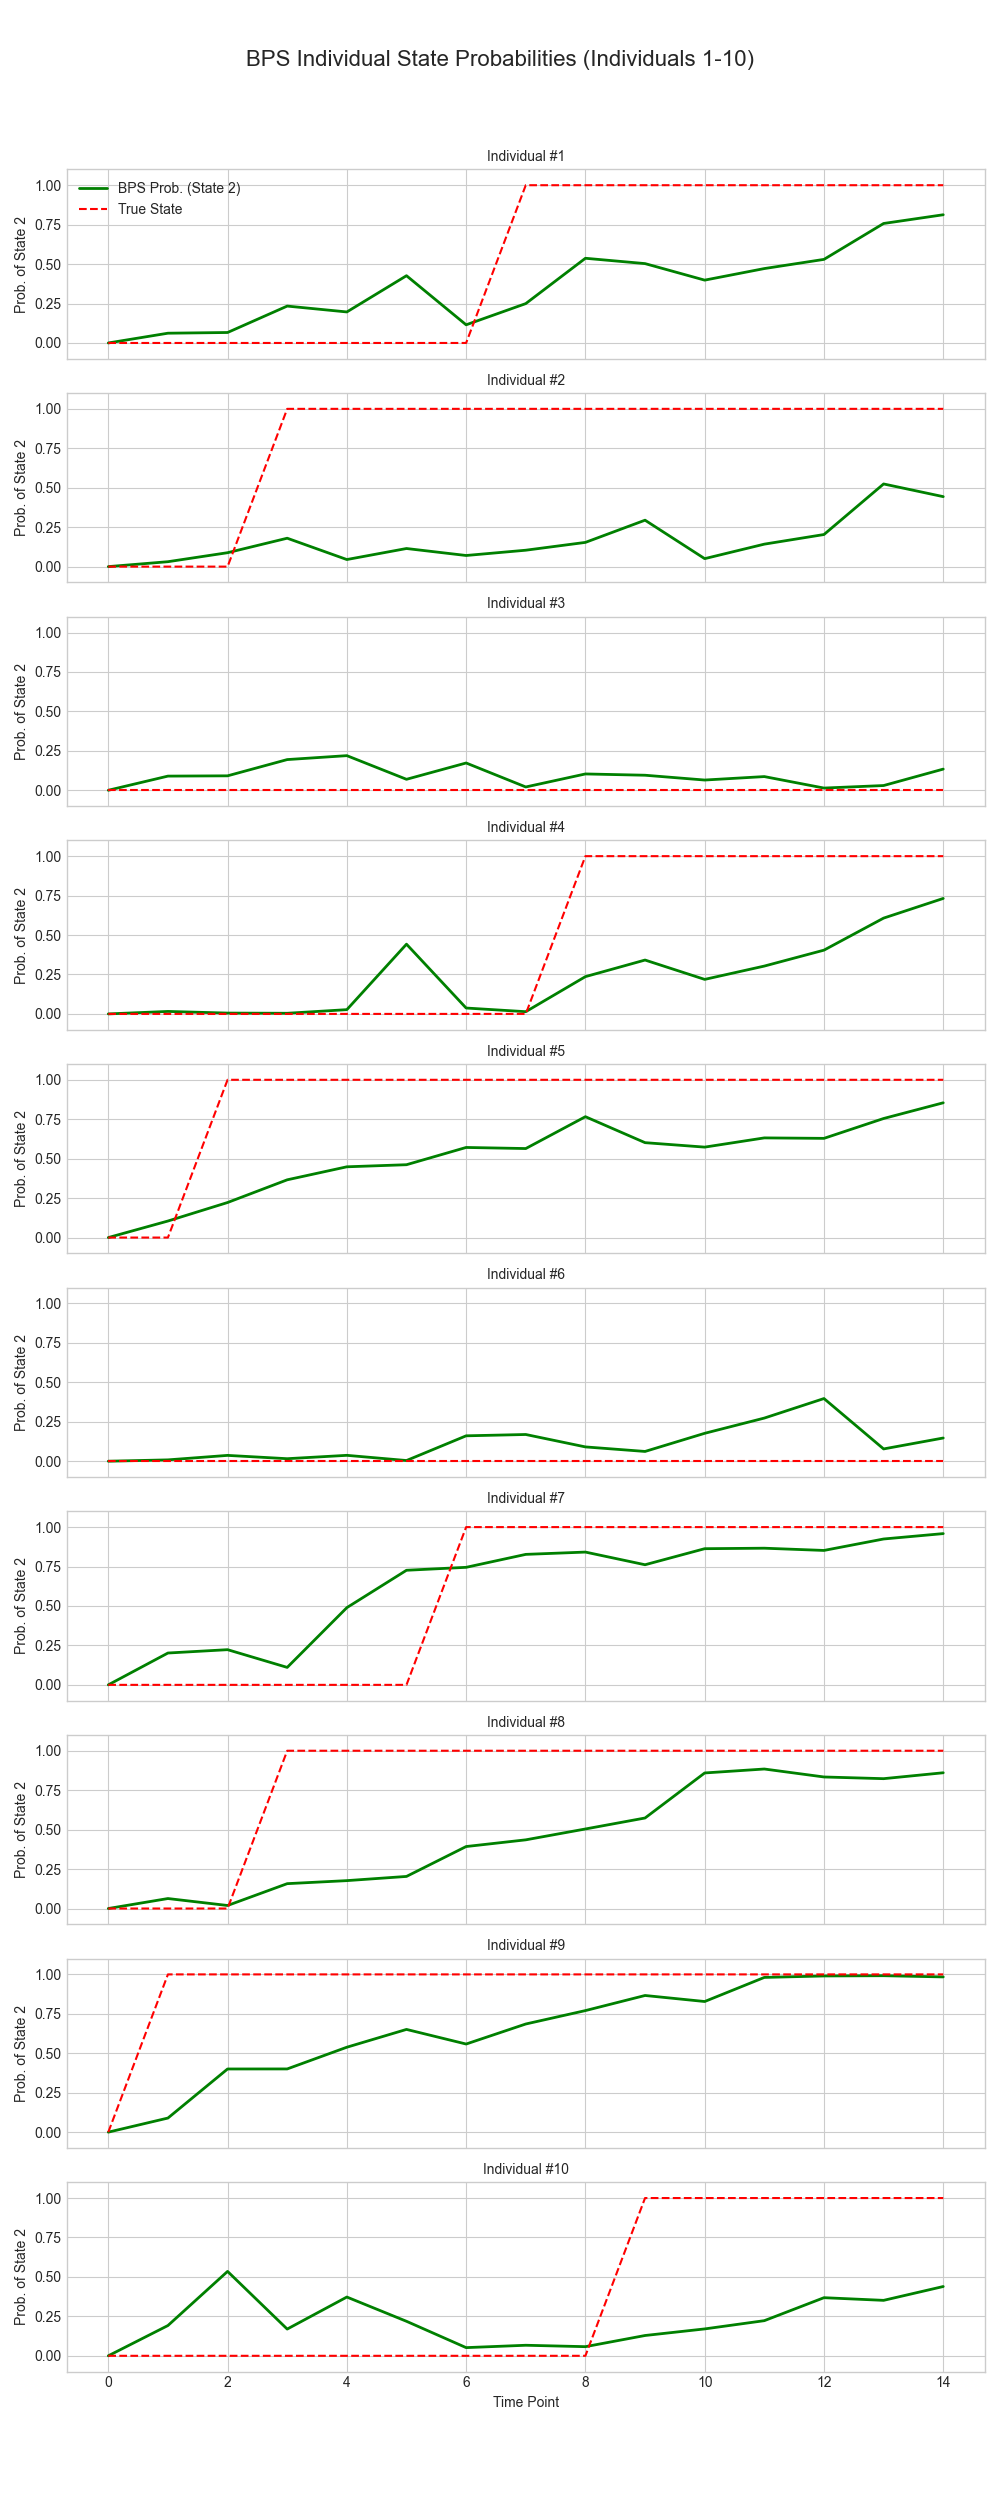 BPS Individual State Probabilities (Individuals 1-10)
Individual #1
BPS Prob. (State 2)
True State
Prob. of State 2
1.00
0.75
0.50
0.25
0.00
Individual #2
Prob. of State 2
1.00
0.75
0.50
0.25
0.00
Individual #3
Prob. of State 2
1.00
0.75
0.50
0.25
0.00
Individual #4
Prob. of State 2
1.00
0.75
0.50
0.25
0.00
Individual #5
Prob. of State 2
1.00
0.75
0.50
0.25
0.00
Individual #6
Prob. of State 2
1.00
0.75
0.50
0.25
0.00
Individual #7
Prob. of State 2
1.00
0.75
0.50
0.25
0.00
Individual #8
Prob. of State 2
1.00
0.75
0.50
0.25
0.00
Individual #9
Prob. of State 2
1.00
0.75
0.50
0.25
0.00
Individual #10
Prob. of State 2
1.00
0.75
0.50
0.25
0.00
0 2 4 6 8 10 12 14
Time Point